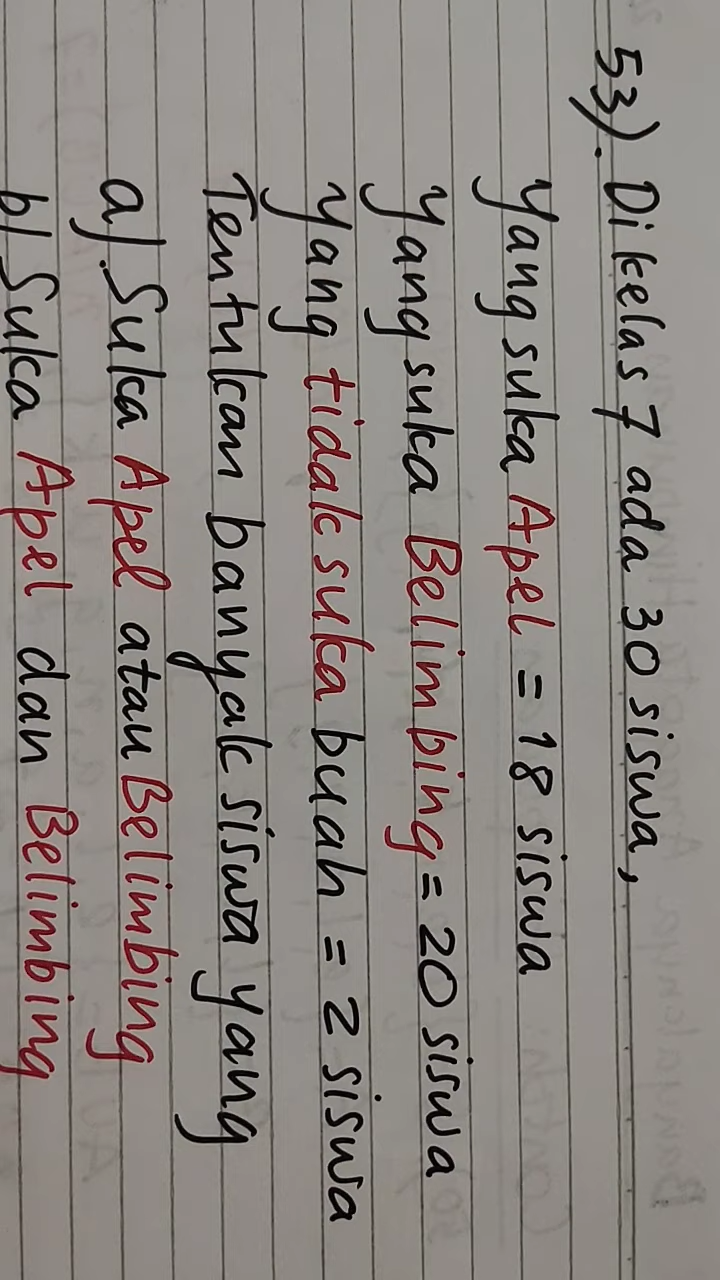 53). Di kelas 7 ada 30 siswa,
Yang suka Apel = 18 siswa
Yang suka Belimbing = 20 siswa
Yang tidak suka buah = 2 siswa
Tentukan banyak siswa yang
a). Suka Apel atau Belimbing
b) Suka Apel dan Belimbing